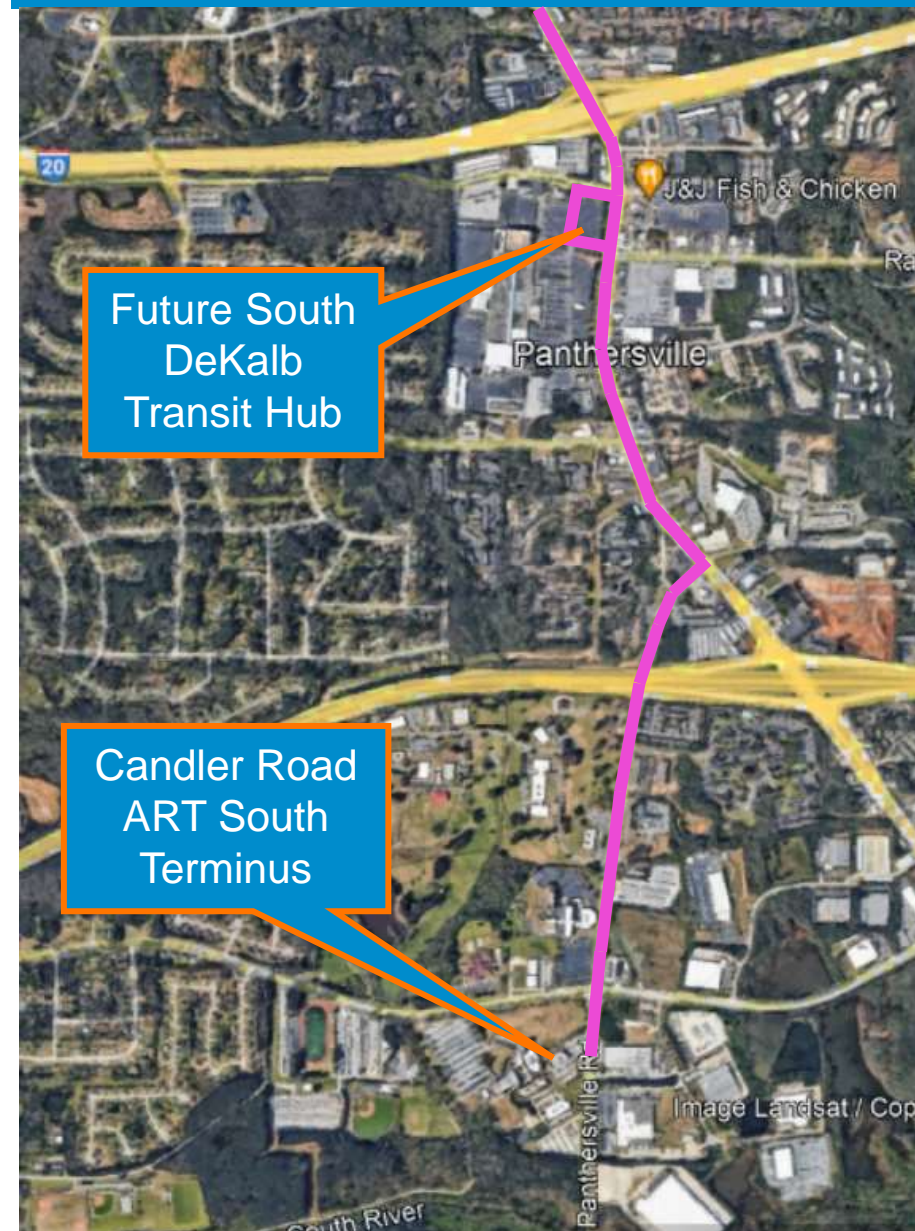 20
J&J Fish & Chicken
Ra
Future South
DeKalb
Transit Hub
Panthersville
Candler Road
ART South
Terminus
Panthersville R
Image Landsat / Cop
South River